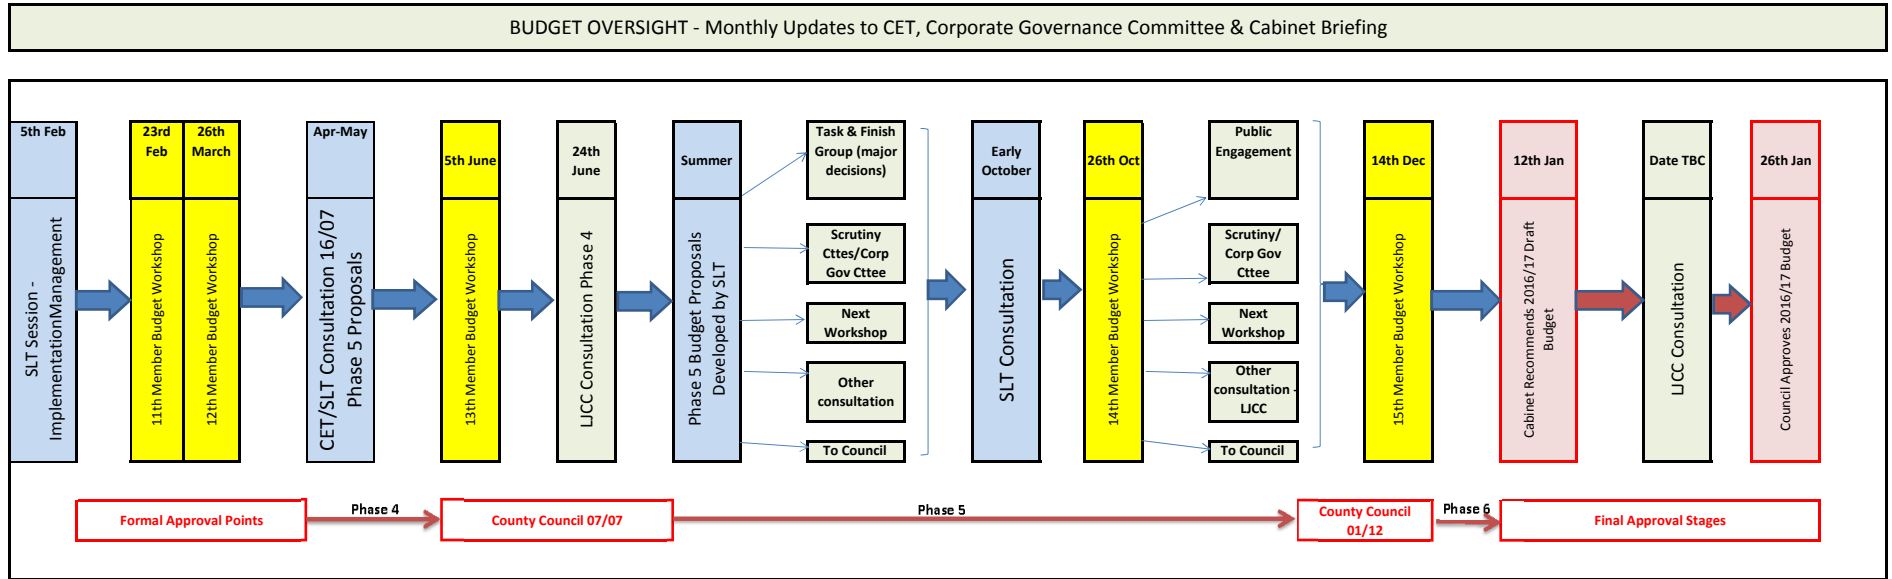 BUDGET OVERSIGHT - Monthly Updates to CET, Corporate Governance Committee & Cabinet Briefing
5th Feb
SLT Session -
ImplementationManagement
23rd
Feb
11th Member Budget Workshop
26th
March
12th Member Budget Workshop
Apr-May
CET/SLT Consultation 16/07
Phase 5 Proposals
5th June
13th Member Budget Workshop
24th
June
LJCC Consultation Phase 4
Summer
Phase 5 Budget Proposals
Developed by SLT
Task & Finish
Group (major
decisions)
Scrutiny
Cttes/Corp
Gov Cttee
Next
Workshop
Other
consultation
To Council
Early
October
SLT Consultation
26th Oct
14th Member Budget Workshop
Public
Engagement
Scrutiny/
Corp Gov
Cttee
Next
Workshop
Other
consultation -
LJCC
To Council
14th Dec
15th Member Budget Workshop
12th Jan
Cabinet Recommends 2016/17 Draft
Budget
Date TBC
LJCC Consultation
26th Jan
Council Approves 2016/17 Budget
Formal Approval Points
Phase 4
County Council 07/07
Phase 5
County Council
01/12
Phase 6
Final Approval Stages